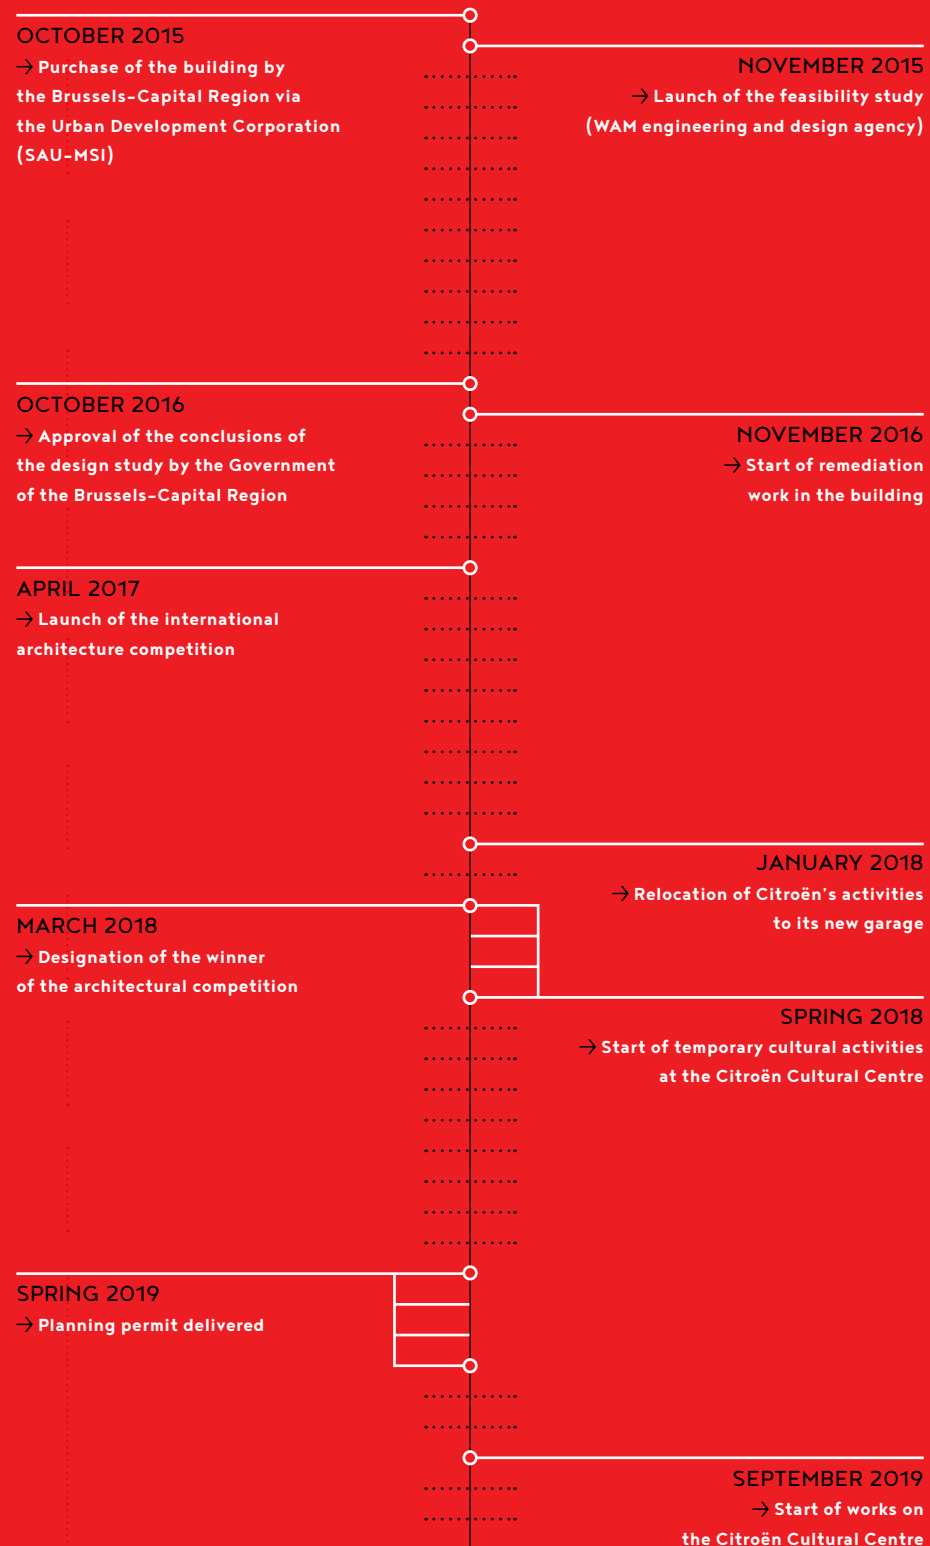 OCTOBER 2015
→ Purchase of the building by
the Brussels-Capital Region via
the Urban Development Corporation
(SAU-MSI)
NOVEMBER 2015
→ Launch of the feasibility study
(WAM engineering and design agency)
OCTOBER 2016
→ Approval of the conclusions of
the design study by the Government
of the Brussels-Capital Region
NOVEMBER 2016
→ Start of remediation
work in the building
APRIL 2017
→ Launch of the international
architecture competition
JANUARY 2018
→ Relocation of Citroën's activities
to its new garage
MARCH 2018
→ Designation of the winner
of the architectural competition
SPRING 2018
→ Start of temporary cultural activities
at the Citroën Cultural Centre
SPRING 2019
→ Planning permit delivered
SEPTEMBER 2019
→ Start of works on
the Citroën Cultural Centre